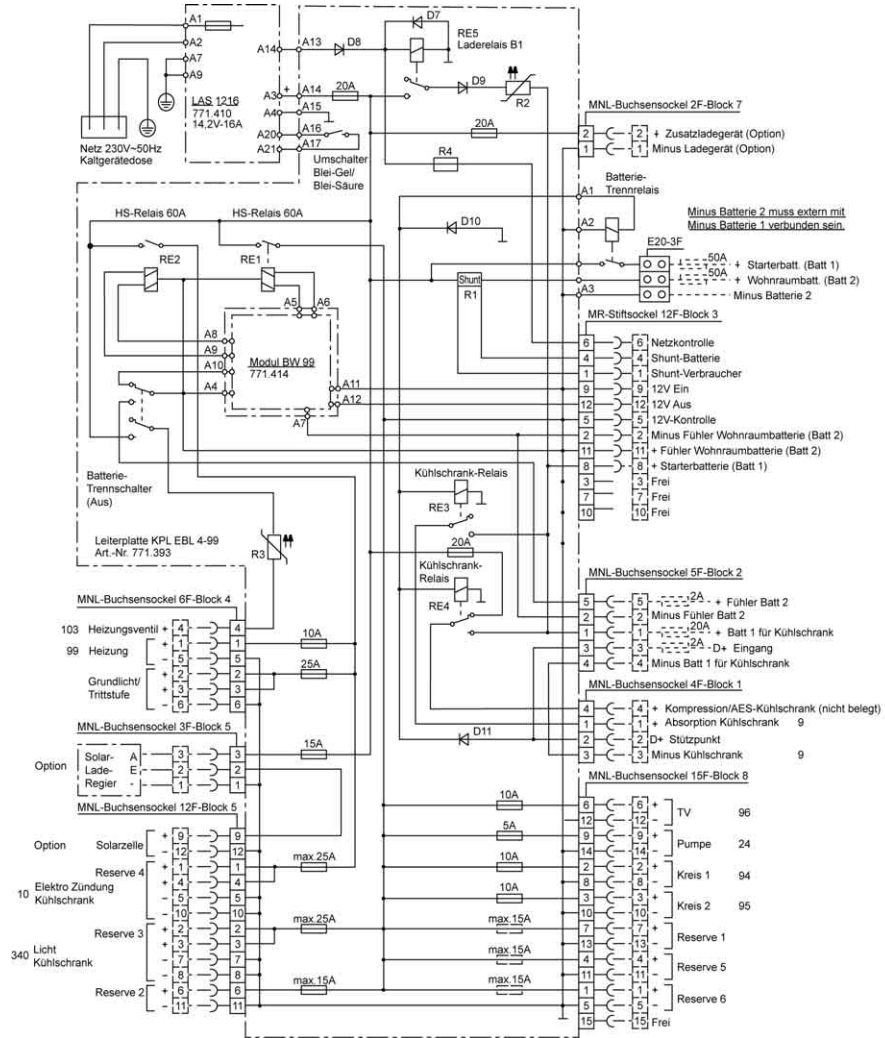 A1
A2
A7
A9
LAS 1216
771.410
14,2V-16A
A14
A3
A4
A20
A21
A13
+ A14
A15
A16
A17
D8
D7
RE5
Laderelais B1
20A
D9
R2
Netz 230V~50Hz
Kaltgerätedose
Umschalter
Blei-Gel/
Blei-Säure
R4
20A
MNL-Buchsensockel 2F-Block 7
2 2 + Zusatzladegerät (Option)
1 1 Minus Ladegerät (Option)
Batterie-
Trennrelais
A1
A2
A3
Minus Batterie 2 muss extern mit
Minus Batterie 1 verbunden sein.
E20-3F
50A + Starterbatt. (Batt 1)
50A + Wohnraumbatt. (Batt 2)
Minus Batterie 2
HS-Relais 60A
HS-Relais 60A
RE2
RE1
D10
Shunt
R1
A5
A6
A8
A9
A10
A4
Modul BW 99
771.414
A11
A12
A7
MR-Stiftsockel 12F-Block 3
6 6 Netzkontrolle
4 4 Shunt-Batterie
1 1 Shunt-Verbraucher
9 9 12V Ein
12 12 12V Aus
5 5 12V-Kontrolle
2 2 Minus Fühler Wohnraumbatterie (Batt 2)
11 11 + Fühler Wohnraumbatterie (Batt 2)
8 8 + Starterbatterie (Batt 1)
3 3 Frei
7 7 Frei
10 10 Frei
Batterie-
Trennschalter
(Aus)
Leiterplatte KPL EBL 4-99
Art.-Nr. 771.393
R3
Kühlschrank-Relais
RE3
20A
Kühlschrank-
Relais
RE4
D11
MNL-Buchsensockel 5F-Block 2
5 5 2A + Fühler Batt 2
2 2 Minus Fühler Batt 2
1 1 20A + Batt 1 für Kühlschrank
3 3 2A D+ Eingang
4 4 Minus Batt 1 für Kühlschrank
MNL-Buchsensockel 4F-Block 1
4 4 + Kompression/AES-Kühlschrank (nicht belegt)
1 1 + Absorption Kühlschrank 9
2 2 D+ Stützpunkt
3 3 Minus Kühlschrank 9
MNL-Buchsensockel 6F-Block 4
103 Heizungsventil + 4 4
99 Heizung + 1 1 10A
− 5 5
Grundlicht/
Trittstufe
+ 2 2 25A
+ 3 3
− 6 6
MNL-Buchsensockel 3F-Block 5
Option
Solar- A 3 3 15A
Lade- E 2 2
Regier - 1 1
MNL-Buchsensockel 12F-Block 5
Option Solarzelle + 9 9
− 12 12
Reserve 4 + 1 1 max.25A
10 Elektro Zündung
Kühlschrank
+ 4 4
− 5 5
− 10 10
Reserve 3 + 2 2 max.25A
340 Licht
Kühlschrank
+ 3 3
− 7 7
− 8 8
Reserve 2 + 6 6 max.15A
− 11 11
MNL-Buchsensockel 15F-Block 8
10A 6 6 + TV 96
12 12 −
5A 9 9 + Pumpe 24
14 14 −
10A 2 2 + Kreis 1 94
8 8 −
10A 3 3 + Kreis 2 95
10 10 −
max.15A 7 7 + Reserve 1
13 13 −
max.15A 4 4 + Reserve 5
11 11 −
max.15A 1 1 + Reserve 6
5 5 −
15 15 Frei